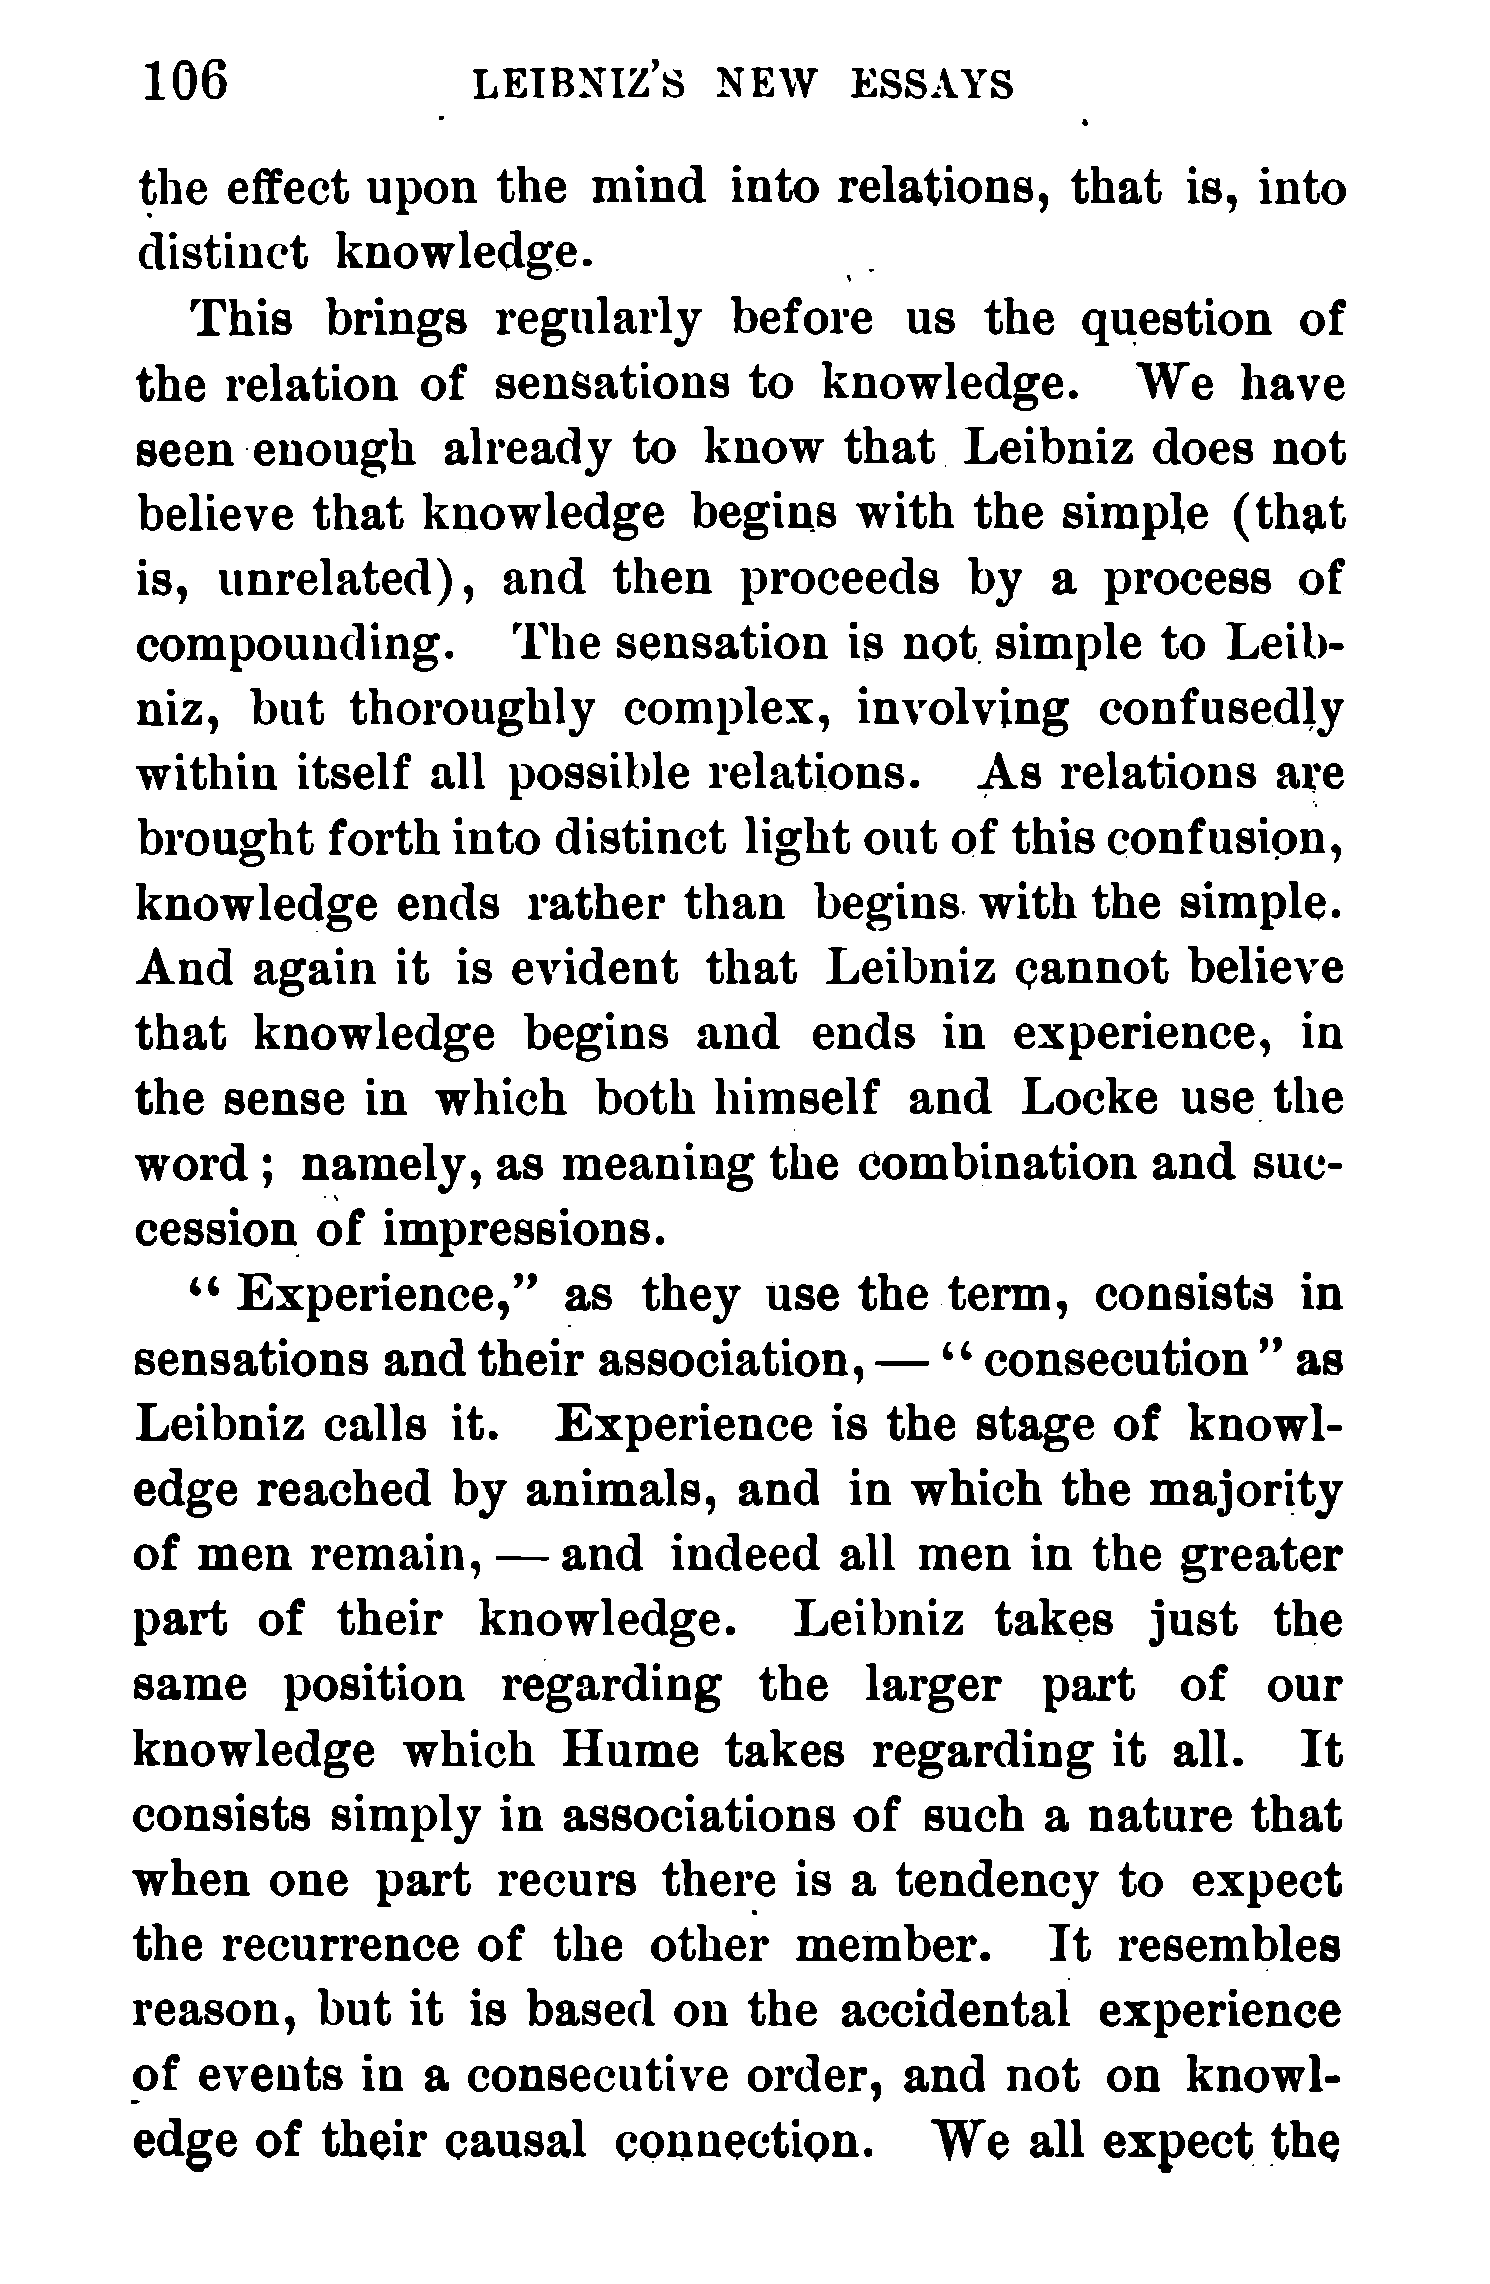 106 LEIBNIZ'S NEW ESSAYS
the effect upon the mind into relations, that is, into
distinct knowledge.
This brings regularly before us the question of
the relation of sensations to knowledge. We have
seen enough already to know that Leibniz does not
believe that knowledge begins with the simple (that
is, unrelated), and then proceeds by a process of
compounding. The sensation is not simple to Leib-
niz, but thoroughly complex, involving confusedly
within itself all possible relations. As relations are
brought forth into distinct light out of this confusion,
knowledge ends rather than begins with the simple.
And again it is evident that Leibniz cannot believe
that knowledge begins and ends in experience, in
the sense in which both himself and Locke use the
word; namely, as meaning the combination and suc-
cession of impressions.
"Experience," as they use the term, consists in
sensations and their association, — "consecution" as
Leibniz calls it. Experience is the stage of knowl-
edge reached by animals, and in which the majority
of men remain, — and indeed all men in the greater
part of their knowledge. Leibniz takes just the
same position regarding the larger part of our
knowledge which Hume takes regarding it all. It
consists simply in associations of such a nature that
when one part recurs there is a tendency to expect
the recurrence of the other member. It resembles
reason, but it is based on the accidental experience
of events in a consecutive order, and not on knowl-
edge of their causal connection. We all expect the